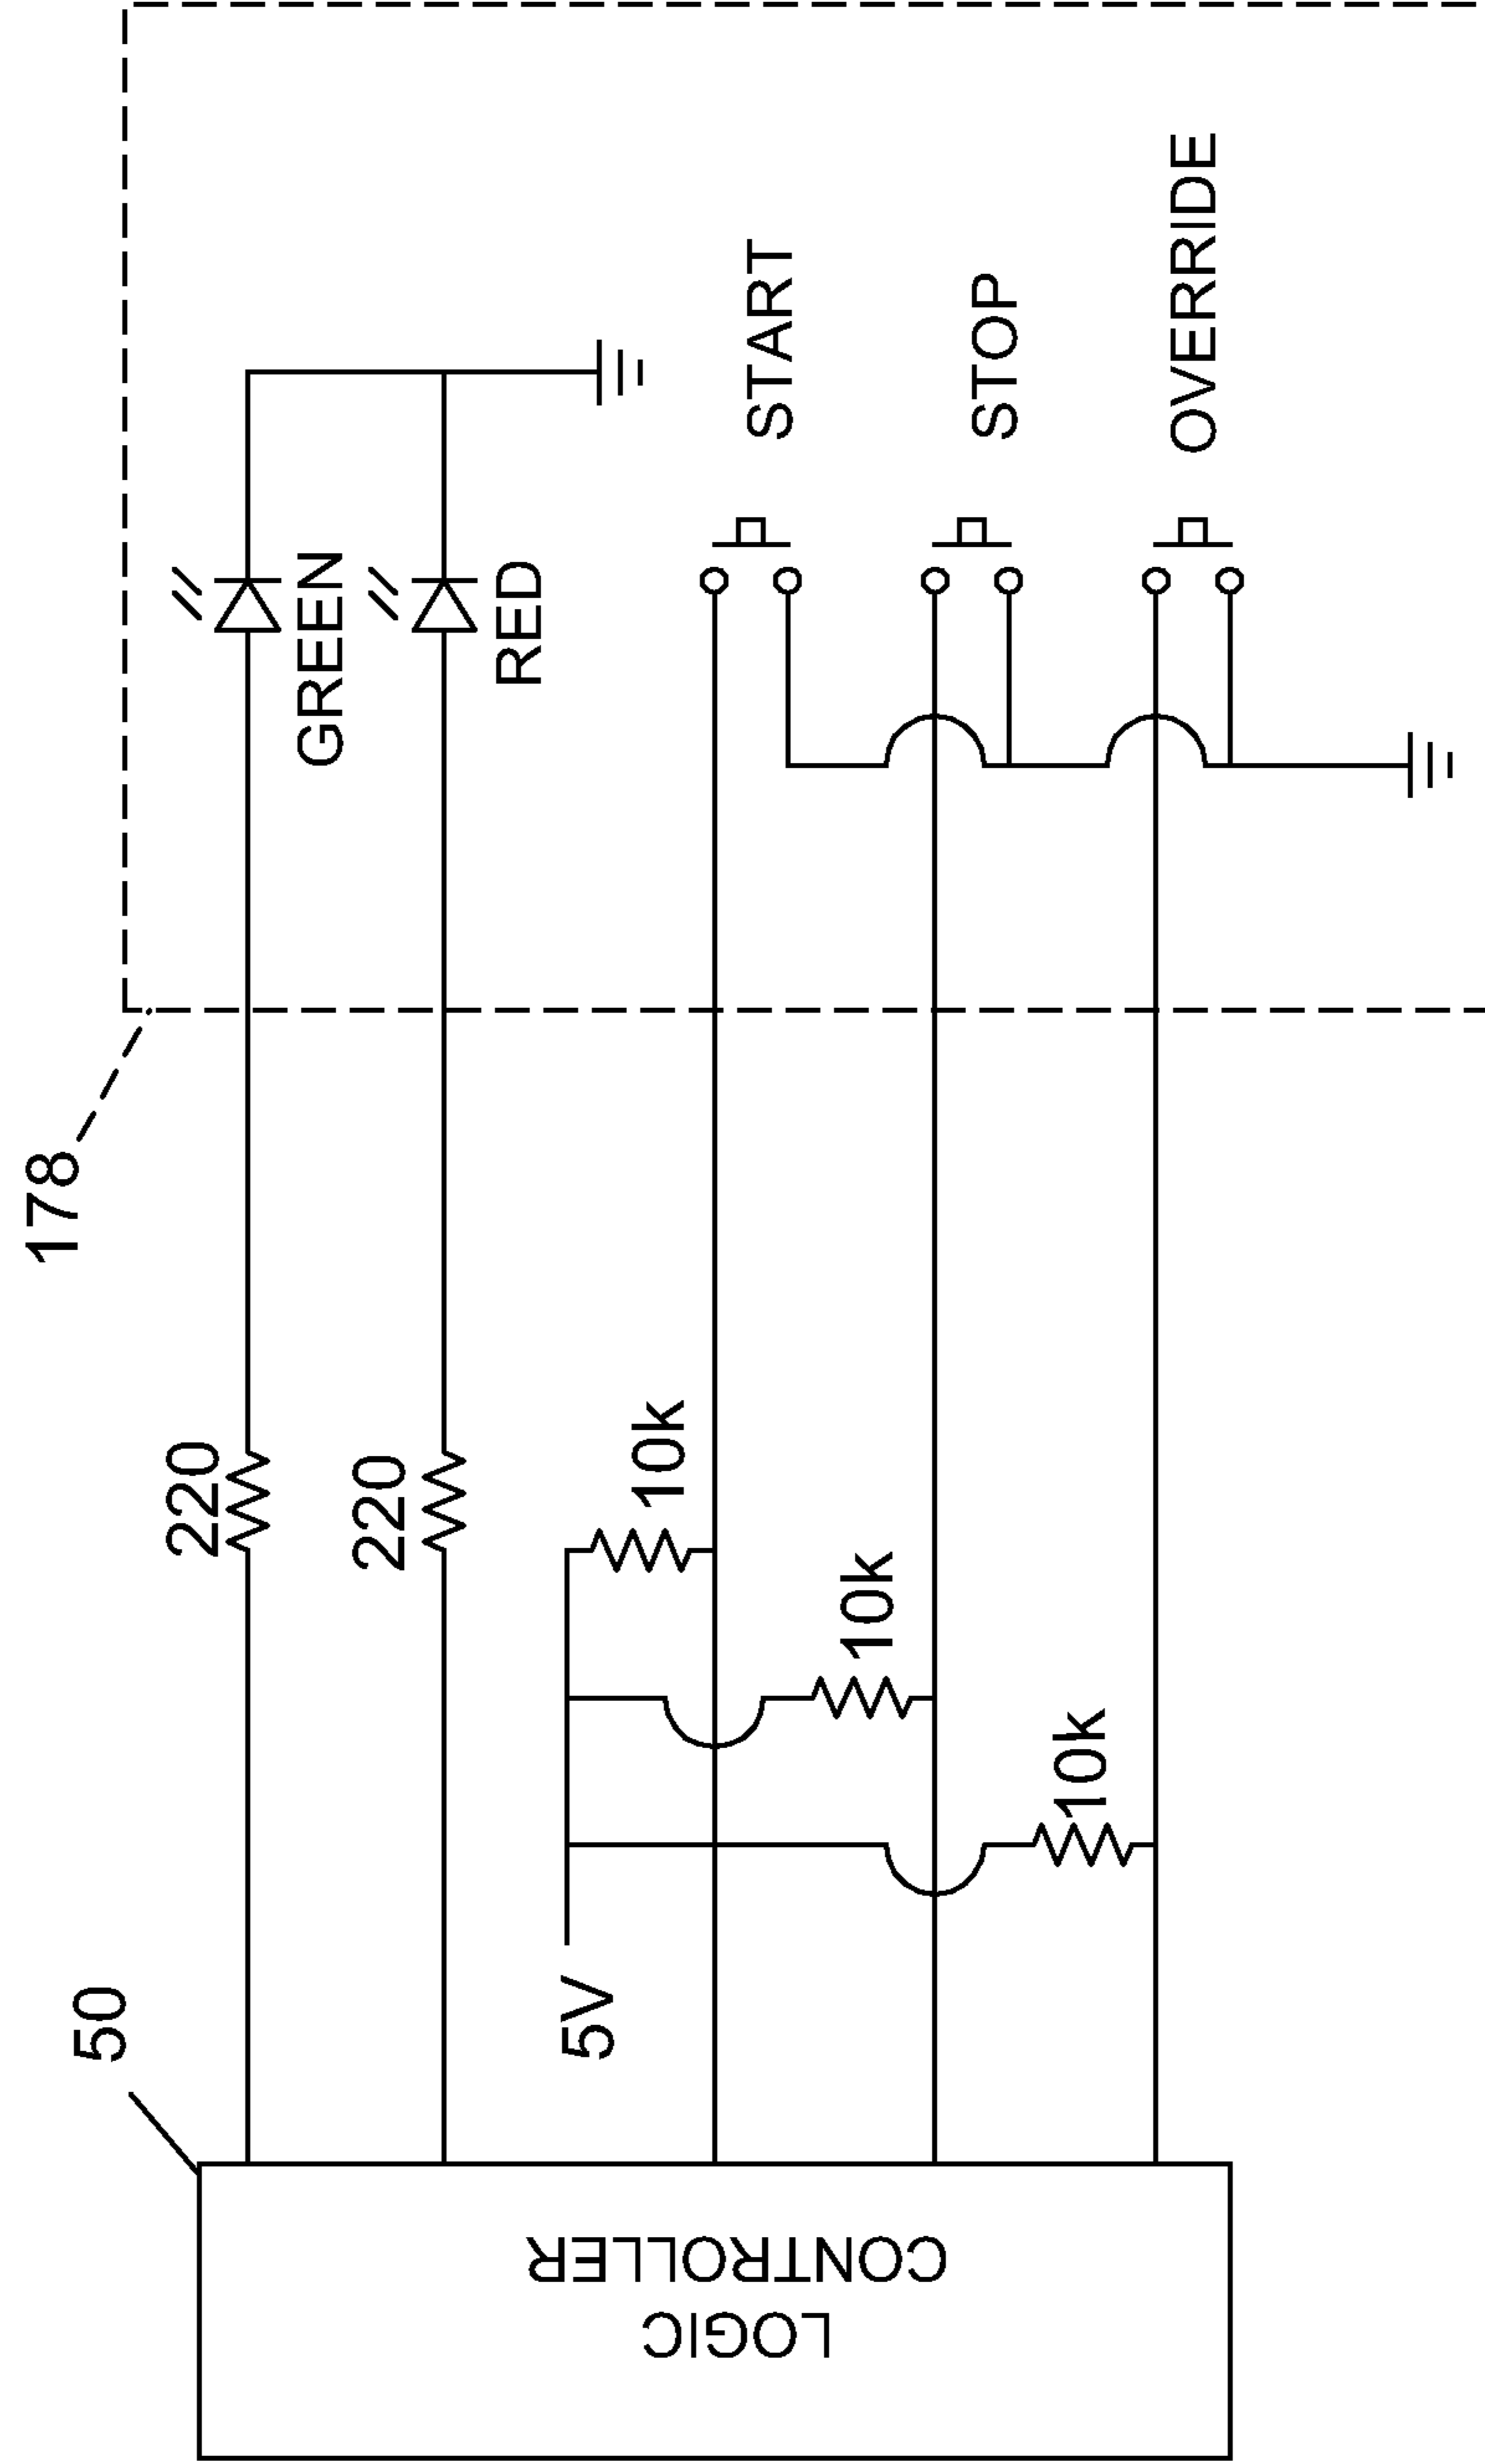 178
50
220
220
GREEN
RED
5V
10k
10k
10k
START
STOP
OVERRIDE
LOGIC
CONTROLLER